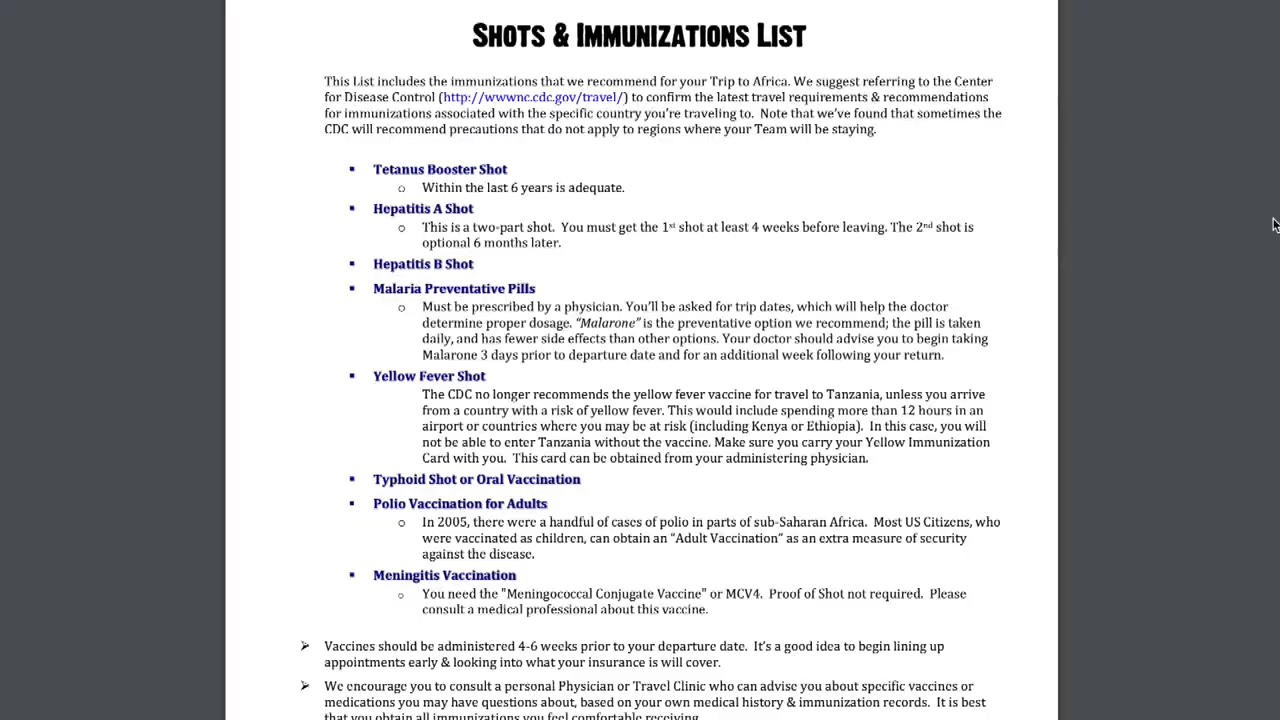 SHOTS & IMMUNIZATIONS LIST
This List includes the immunizations that we recommend for your Trip to Africa. We suggest referring to the Center
for Disease Control (http://wwwnc.cdc.gov/travel/) to confirm the latest travel requirements & recommendations
for immunizations associated with the specific country you're traveling to.  Note that we've found that sometimes the
CDC will recommend precautions that do not apply to regions where your Team will be staying.
▪ Tetanus Booster Shot
o Within the last 6 years is adequate.
▪ Hepatitis A Shot
o This is a two-part shot.  You must get the 1st shot at least 4 weeks before leaving. The 2nd shot is
optional 6 months later.
▪ Hepatitis B Shot
▪ Malaria Preventative Pills
o Must be prescribed by a physician. You'll be asked for trip dates, which will help the doctor
determine proper dosage. "Malarone" is the preventative option we recommend; the pill is taken
daily, and has fewer side effects than other options. Your doctor should advise you to begin taking
Malarone 3 days prior to departure date and for an additional week following your return.
▪ Yellow Fever Shot
The CDC no longer recommends the yellow fever vaccine for travel to Tanzania, unless you arrive
from a country with a risk of yellow fever. This would include spending more than 12 hours in an
airport or countries where you may be at risk (including Kenya or Ethiopia).  In this case, you will
not be able to enter Tanzania without the vaccine. Make sure you carry your Yellow Immunization
Card with you.  This card can be obtained from your administering physician.
▪ Typhoid Shot or Oral Vaccination
▪ Polio Vaccination for Adults
o In 2005, there were a handful of cases of polio in parts of sub-Saharan Africa.  Most US Citizens, who
were vaccinated as children, can obtain an "Adult Vaccination" as an extra measure of security
against the disease.
▪ Meningitis Vaccination
o You need the "Meningococcal Conjugate Vaccine" or MCV4.  Proof of Shot not required.  Please
consult a medical professional about this vaccine.
➢ Vaccines should be administered 4-6 weeks prior to your departure date.  It's a good idea to begin lining up
appointments early & looking into what your insurance is will cover.
➢ We encourage you to consult a personal Physician or Travel Clinic who can advise you about specific vaccines or
medications you may have questions about, based on your own medical history & immunization records.  It is best
that you obtain all immunizations you feel comfortable receiving.